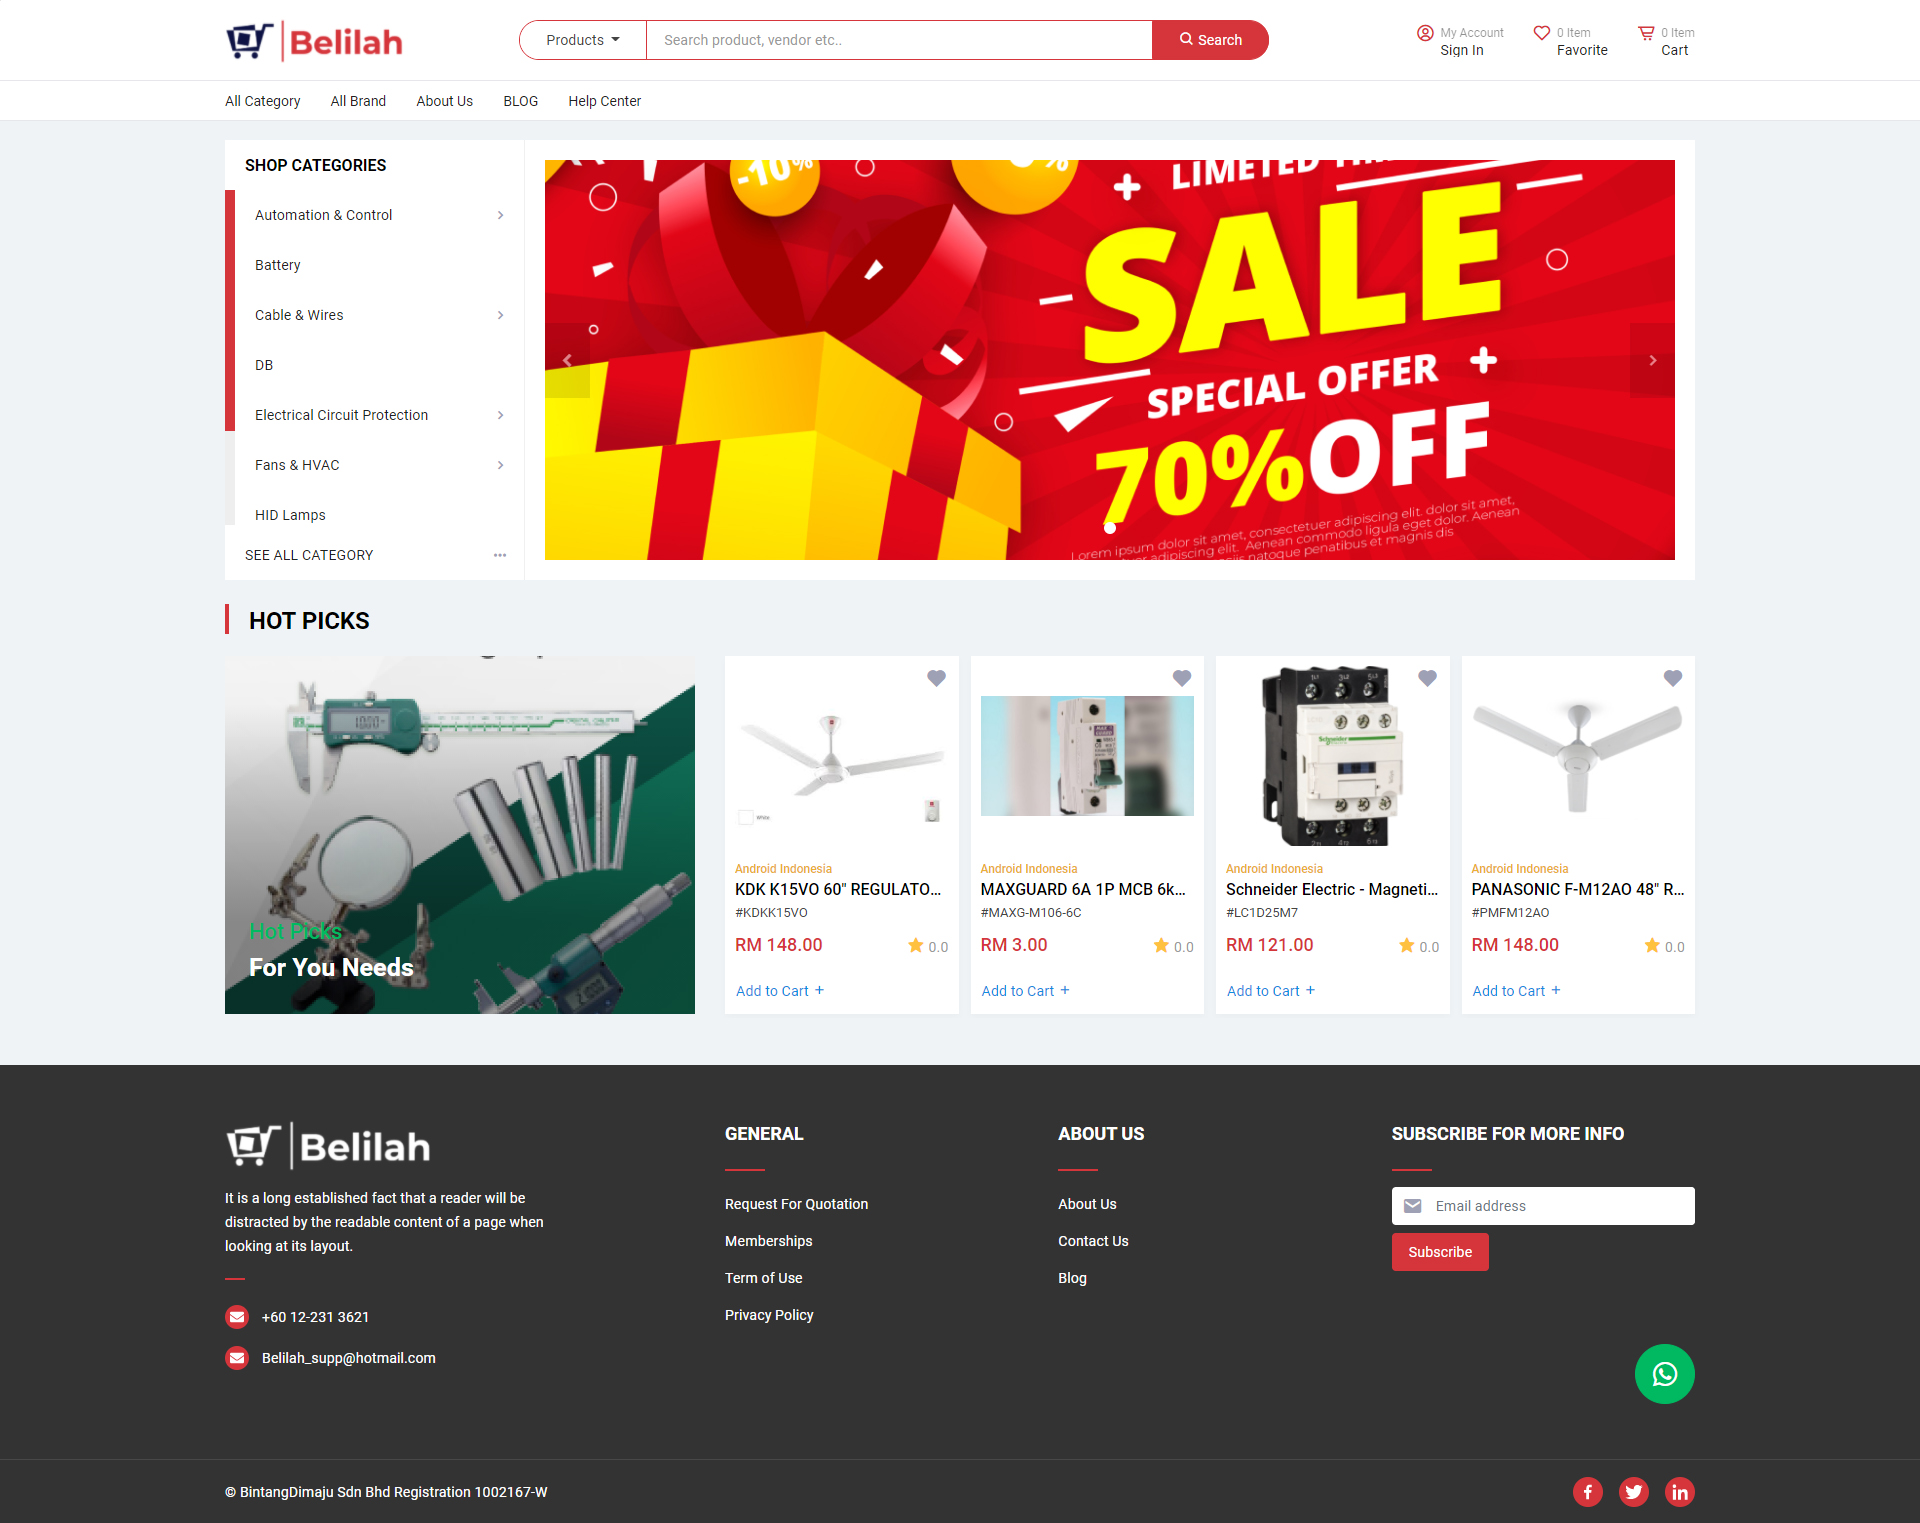 Belilah
Products
Search product, vendor etc..
Search
My Account
Sign In
0 Item
Favorite
0 Item
Cart
All Category
All Brand
About Us
BLOG
Help Center
SHOP CATEGORIES
Automation & Control
Battery
Cable & Wires
DB
Electrical Circuit Protection
Fans & HVAC
HID Lamps
SEE ALL CATEGORY
-10%
%
LIMETED
SALE
SPECIAL OFFER
70%OFF
Lorem ipsum dolor sit amet, consectetuer adipiscing elit. dolor sit amet,
adipiscing elit. Aenean commodo ligula eget dolor. Aenean
natoque penatibus et magnis dis
HOT PICKS
Hot Picks
For You Needs
White
Android Indonesia
KDK K15VO 60" REGULATO...
#KDKK15VO
RM 148.00
0.0
Add to Cart +
Android Indonesia
MAXGUARD 6A 1P MCB 6k...
#MAXG-M106-6C
RM 3.00
0.0
Add to Cart +
Schneider
Android Indonesia
Schneider Electric - Magneti...
#LC1D25M7
RM 121.00
0.0
Add to Cart +
Android Indonesia
PANASONIC F-M12AO 48" R...
#PMFM12AO
RM 148.00
0.0
Add to Cart +
Belilah
It is a long established fact that a reader will be
distracted by the readable content of a page when
looking at its layout.
+60 12-231 3621
Belilah_supp@hotmail.com
GENERAL
Request For Quotation
Memberships
Term of Use
Privacy Policy
ABOUT US
About Us
Contact Us
Blog
SUBSCRIBE FOR MORE INFO
Email address
Subscribe
© BintangDimaju Sdn Bhd Registration 1002167-W